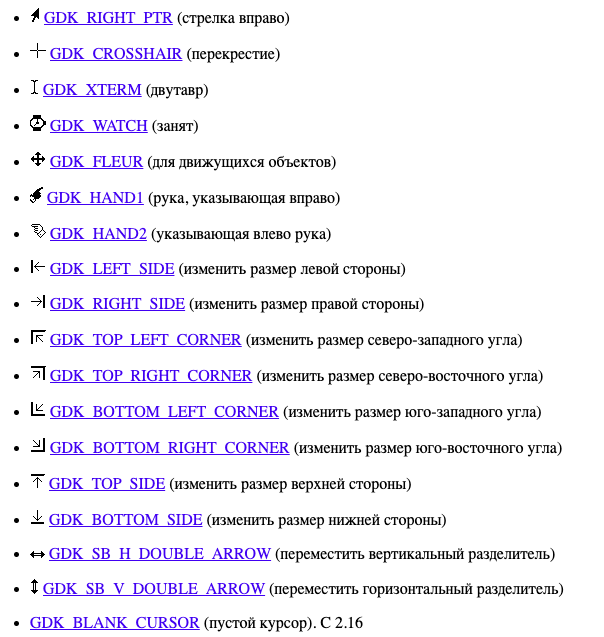 GDK_RIGHT_PTR (стрелка вправо)
GDK_CROSSHAIR (перекрестие)
GDK_XTERM (двутавр)
GDK_WATCH (занят)
GDK_FLEUR (для движущихся объектов)
GDK_HAND1 (рука, указывающая вправо)
GDK_HAND2 (указывающая влево рука)
GDK_LEFT_SIDE (изменить размер левой стороны)
GDK_RIGHT_SIDE (изменить размер правой стороны)
GDK_TOP_LEFT_CORNER (изменить размер северо-западного угла)
GDK_TOP_RIGHT_CORNER (изменить размер северо-восточного угла)
GDK_BOTTOM_LEFT_CORNER (изменить размер юго-западного угла)
GDK_BOTTOM_RIGHT_CORNER (изменить размер юго-восточного угла)
GDK_TOP_SIDE (изменить размер верхней стороны)
GDK_BOTTOM_SIDE (изменить размер нижней стороны)
GDK_SB_H_DOUBLE_ARROW (переместить вертикальный разделитель)
GDK_SB_V_DOUBLE_ARROW (переместить горизонтальный разделитель)
GDK_BLANK_CURSOR (пустой курсор). С 2.16